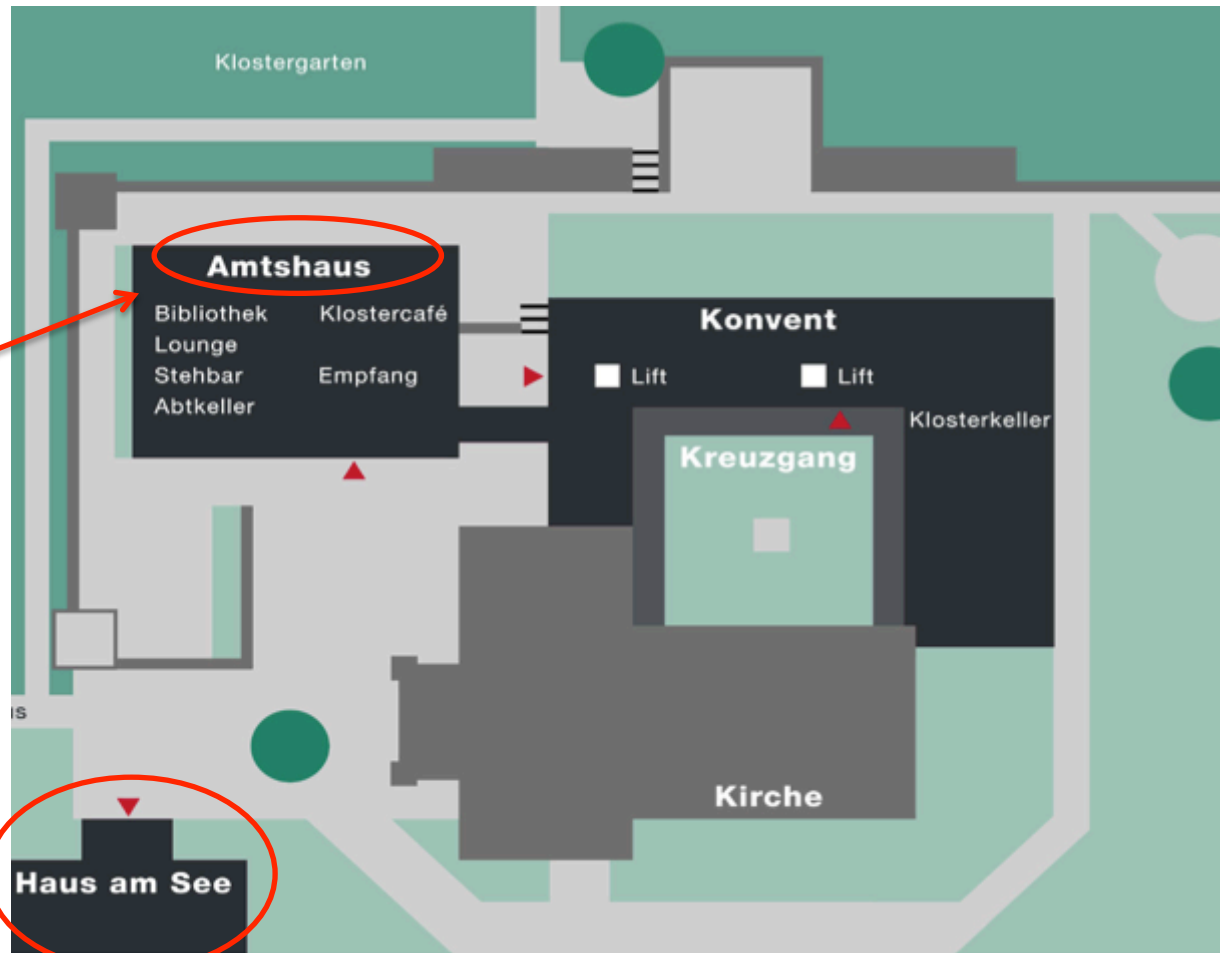 Klostergarten
Amtshaus
Bibliothek Klostercafé
Lounge
Stehbar Empfang
Abtkeller
Konvent
Lift Lift
Klosterkeller
Kreuzgang
Kirche
Haus am See